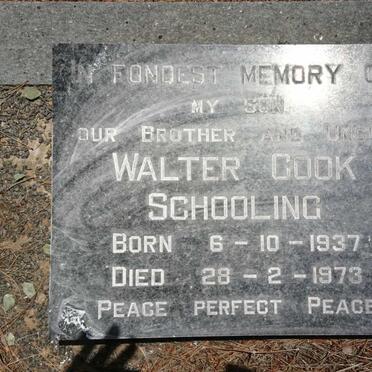 IN FONDEST MEMORY O
MY SON.
OUR BROTHER AND UNCL
WALTER COOK
SCHOOLING
BORN 6-10-1937
DIED 28-2-1973
PEACE PERFECT PEACE